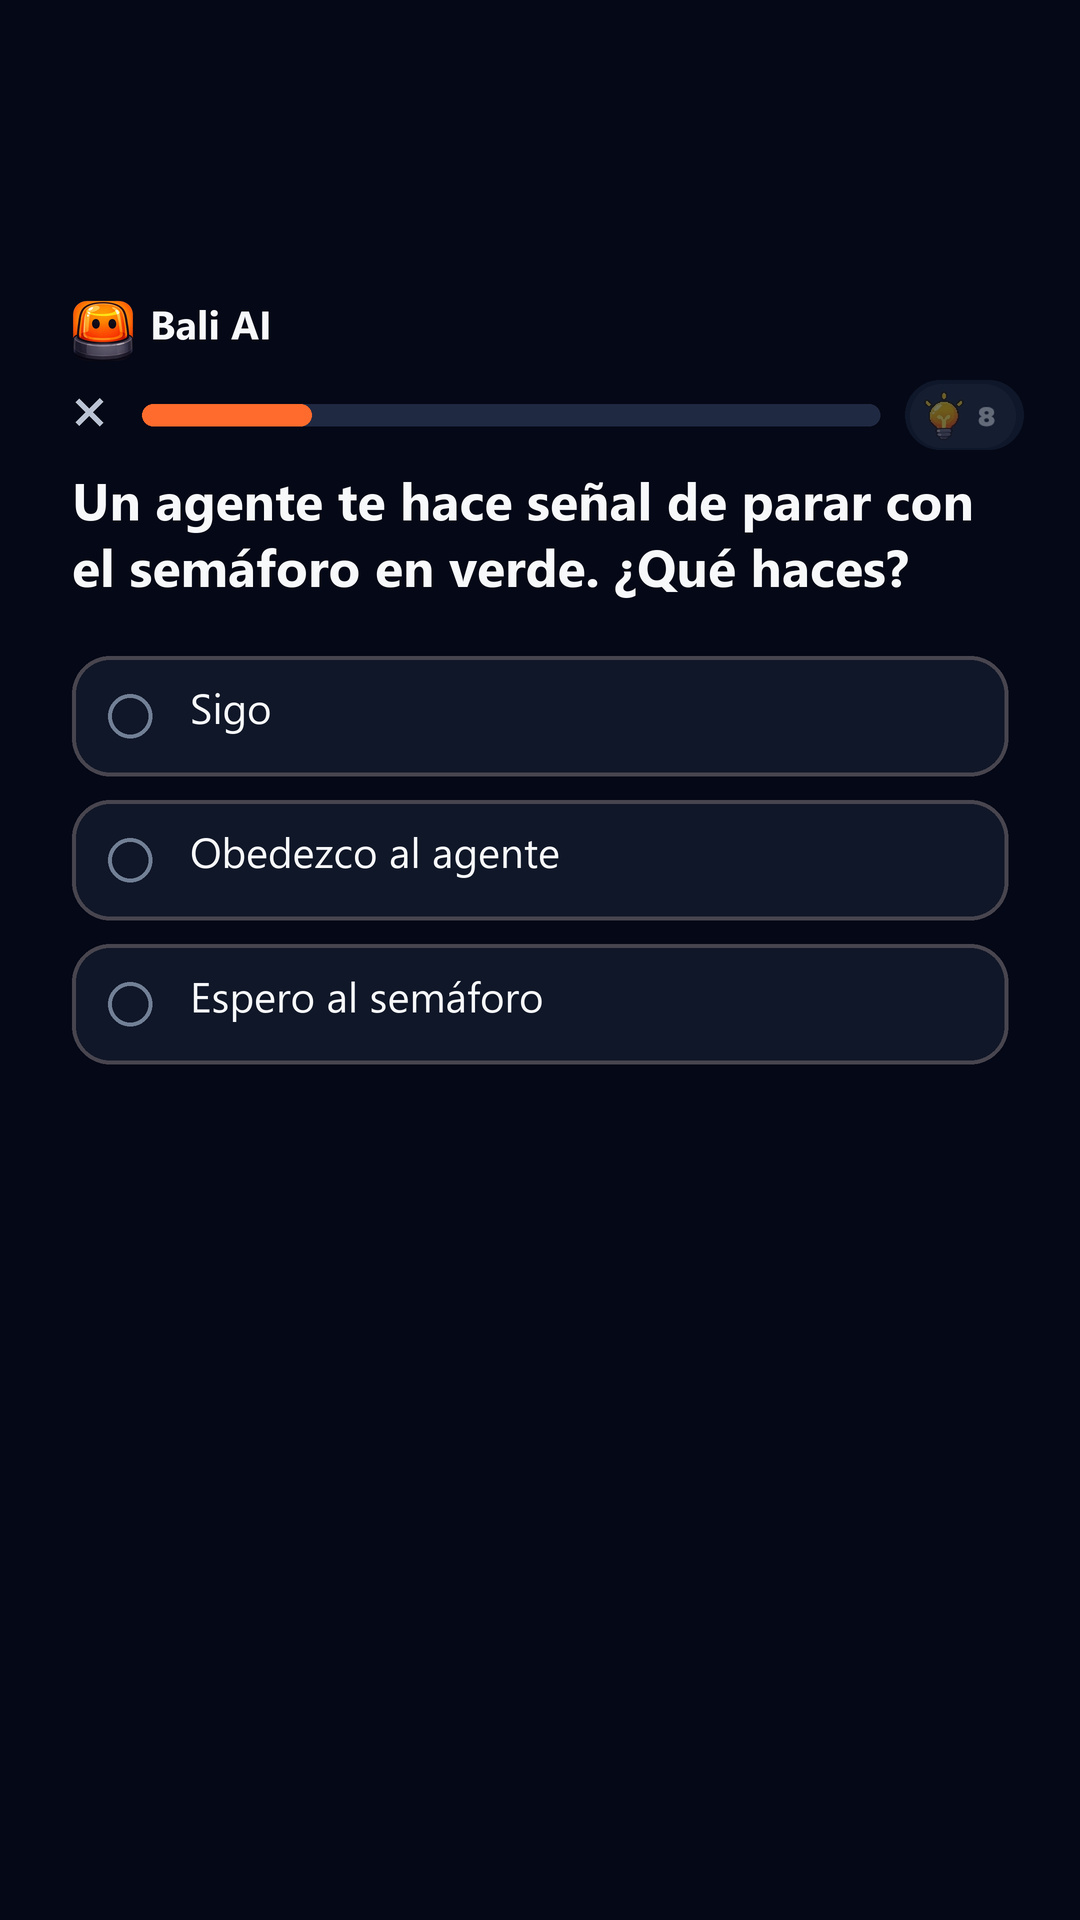 Bali AI
8
Un agente te hace señal de parar con
el semáforo en verde. ¿Qué haces?
Sigo
Obedezco al agente
Espero al semáforo